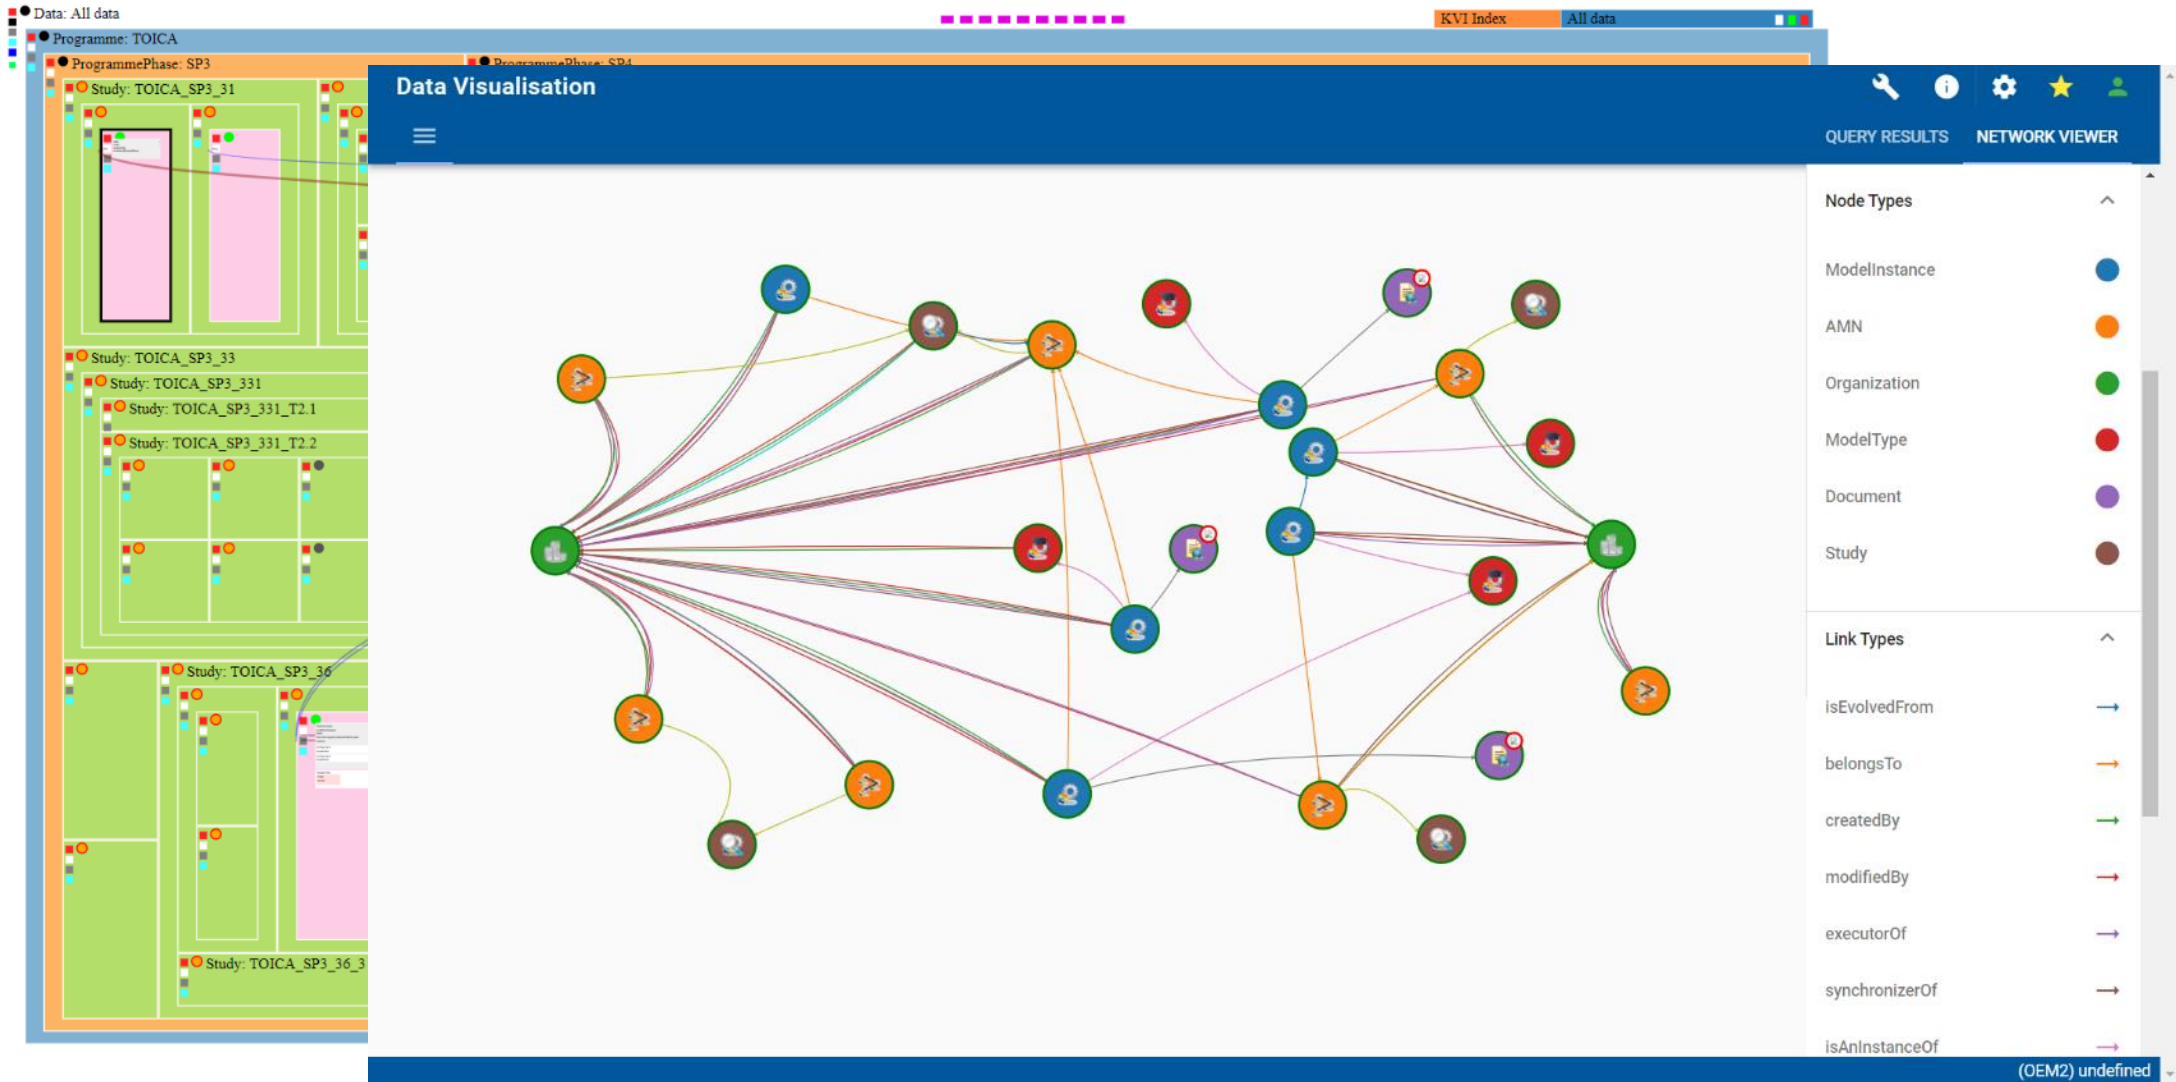 Data: All data
KVI Index
All data
Programme: TOICA
ProgrammePhase: SP3
ProgrammePhase: SP4
Study: TOICA_SP3_31
Study: TOICA_SP3_33
Study: TOICA_SP3_331
Study: TOICA_SP3_331_T2.1
Study: TOICA_SP3_331_T2.2
Study: TOICA_SP3_36
Study: TOICA_SP3_36_3
Data Visualisation
QUERY RESULTS
NETWORK VIEWER
Node Types
ModelInstance
AMN
Organization
ModelType
Document
Study
Link Types
isEvolvedFrom
belongsTo
createdBy
modifiedBy
executorOf
synchronizerOf
isAnInstanceOf
(OEM2) undefined